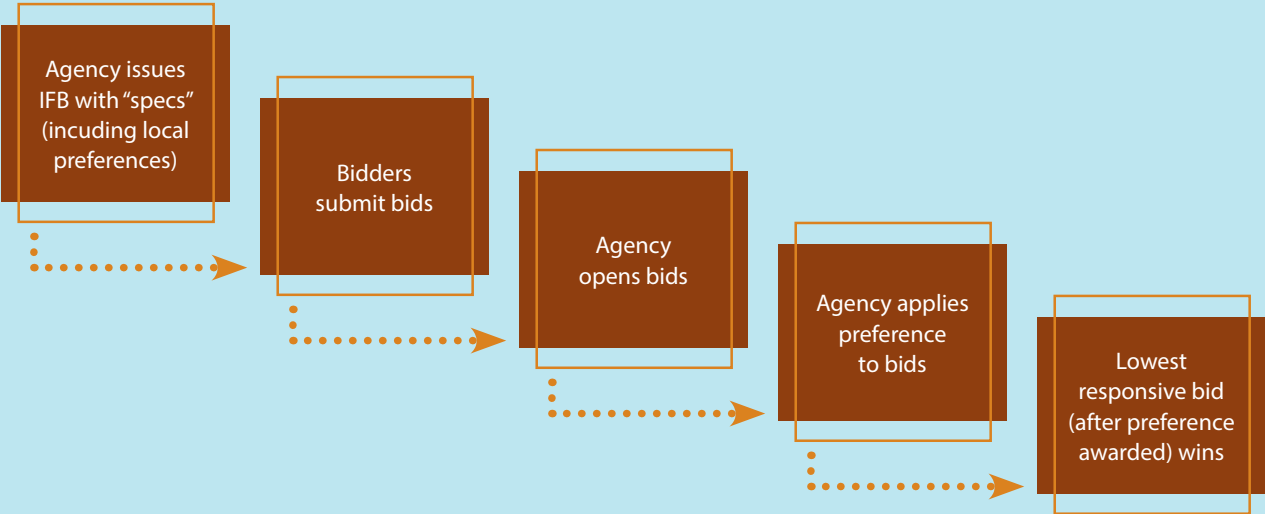 Agency issues
IFB with “specs”
(incuding local
preferences)
Bidders
submit bids
Agency
opens bids
Agency applies
preference
to bids
Lowest
responsive bid
(after preference
awarded) wins